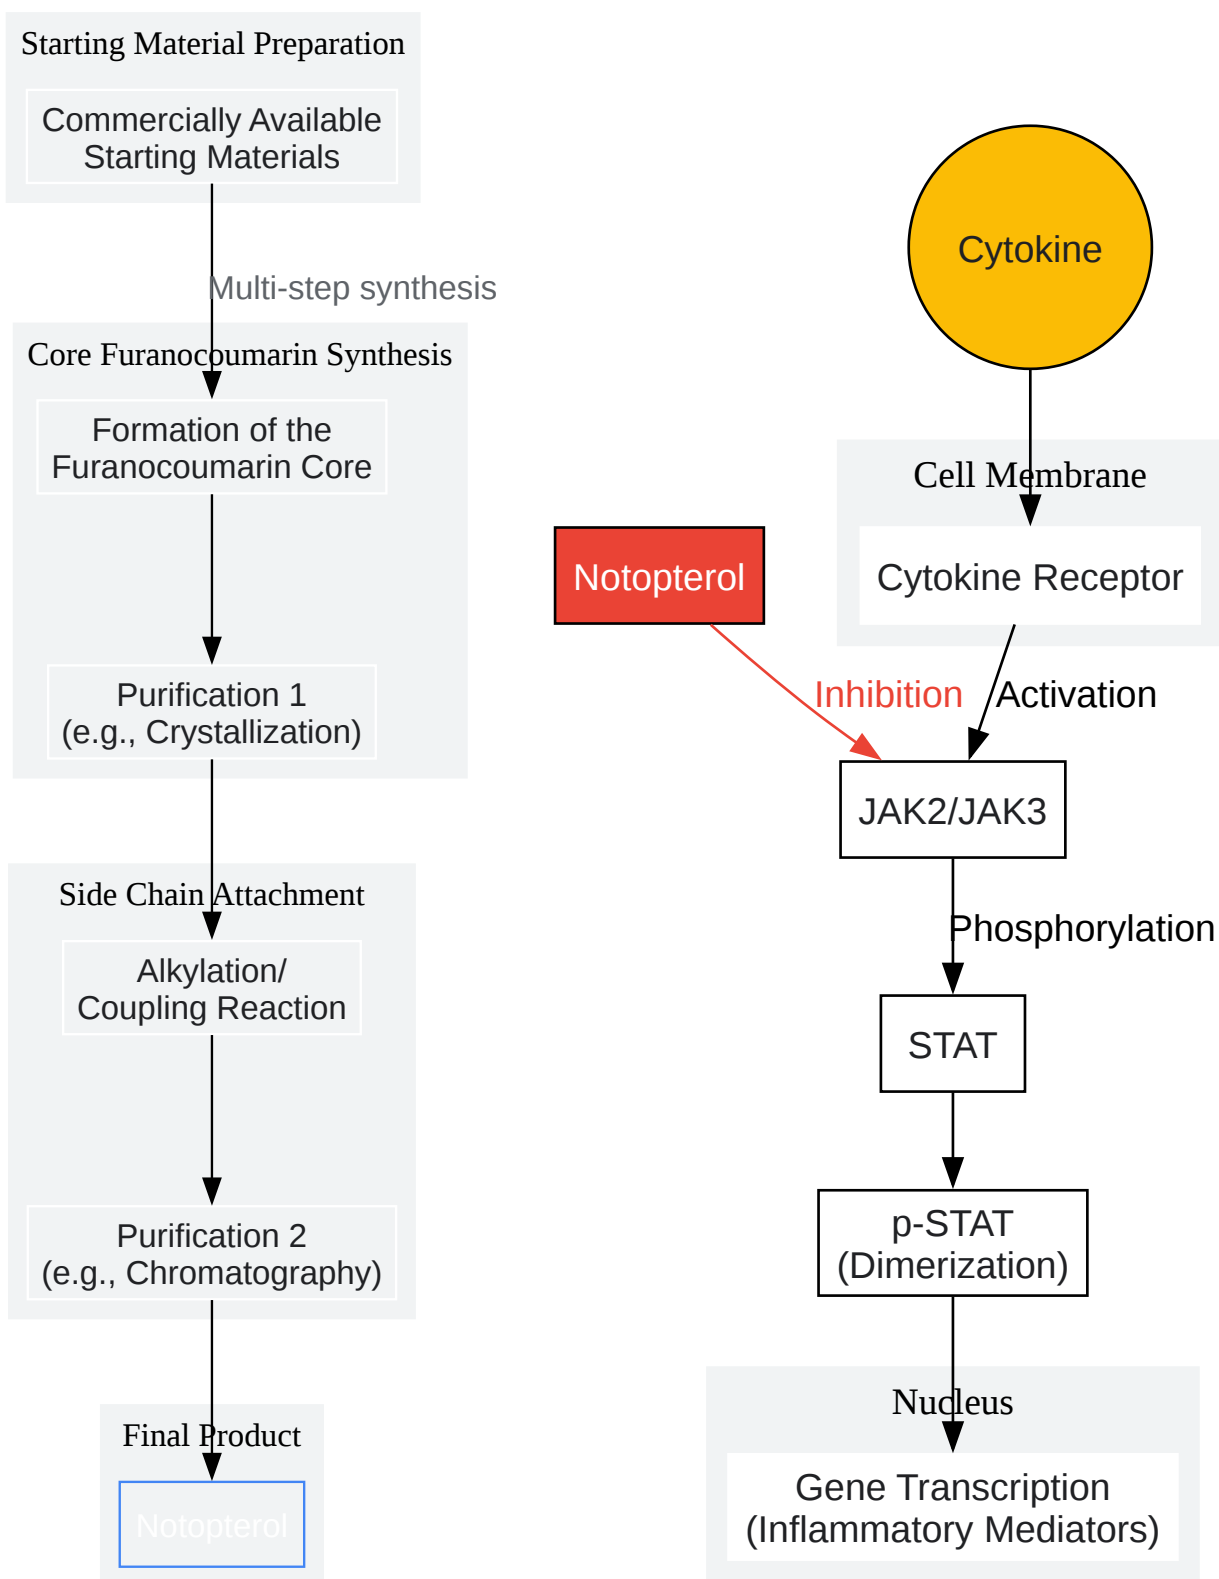 Starting Material Preparation
Commercially Available
Starting Materials
Multi-step synthesis
Core Furanocoumarin Synthesis
Formation of the
Furanocoumarin Core
Purification 1
(e.g., Crystallization)
Side Chain Attachment
Alkylation/
Coupling Reaction
Purification 2
(e.g., Chromatography)
Final Product
Notopterol
Cytokine
Cell Membrane
Cytokine Receptor
Notopterol
Inhibition
Activation
JAK2/JAK3
Phosphorylation
STAT
p-STAT
(Dimerization)
Nucleus
Gene Transcription
(Inflammatory Mediators)